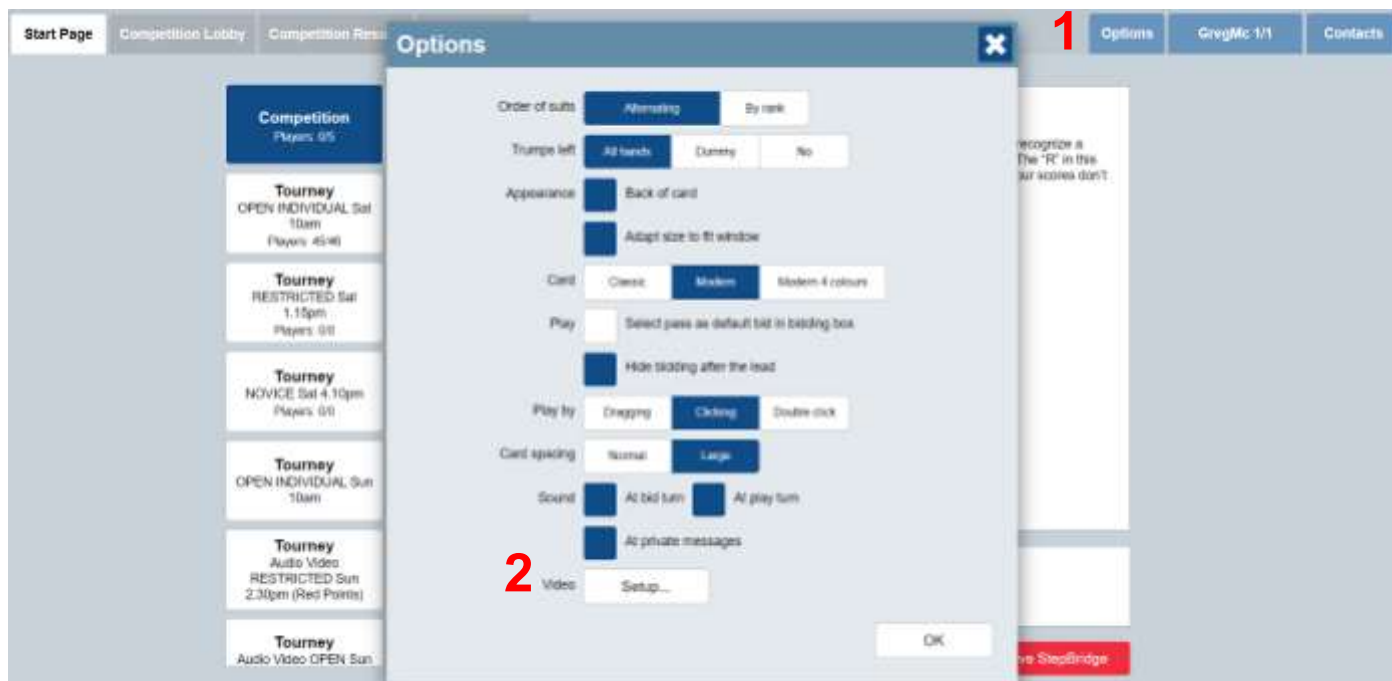 Start Page
Competition Lobby
Competition Resu
1
Options
GregMc 1/1
Contacts
Options
Competition
Players: 0/5
Tourney
OPEN INDIVIDUAL Sat
10am
Players: 45/46
Tourney
RESTRICTED Sat
1.15pm
Players: 0/0
Tourney
NOVICE Sat 4.10pm
Players: 0/0
Tourney
OPEN INDIVIDUAL Sun
10am
Tourney
Audio Video
RESTRICTED Sun
2.30pm (Red Points)
Tourney
Audio Video OPEN Sun
Order of suits
Alternating
By rank
Trumps left
All hands
Dummy
No
Appearance
Back of card
Adapt size to fit window
Card
Classic
Modern
Modern 4 colours
Play
Select pass as default bid in bidding box
Hide bidding after the lead
Play by
Dragging
Clicking
Double click
Card spacing
Normal
Large
Sound
At bid turn
At play turn
At private messages
2
Video
Setup...
OK
recognize a
The "R" in this
our scores don't
ve StepBridge